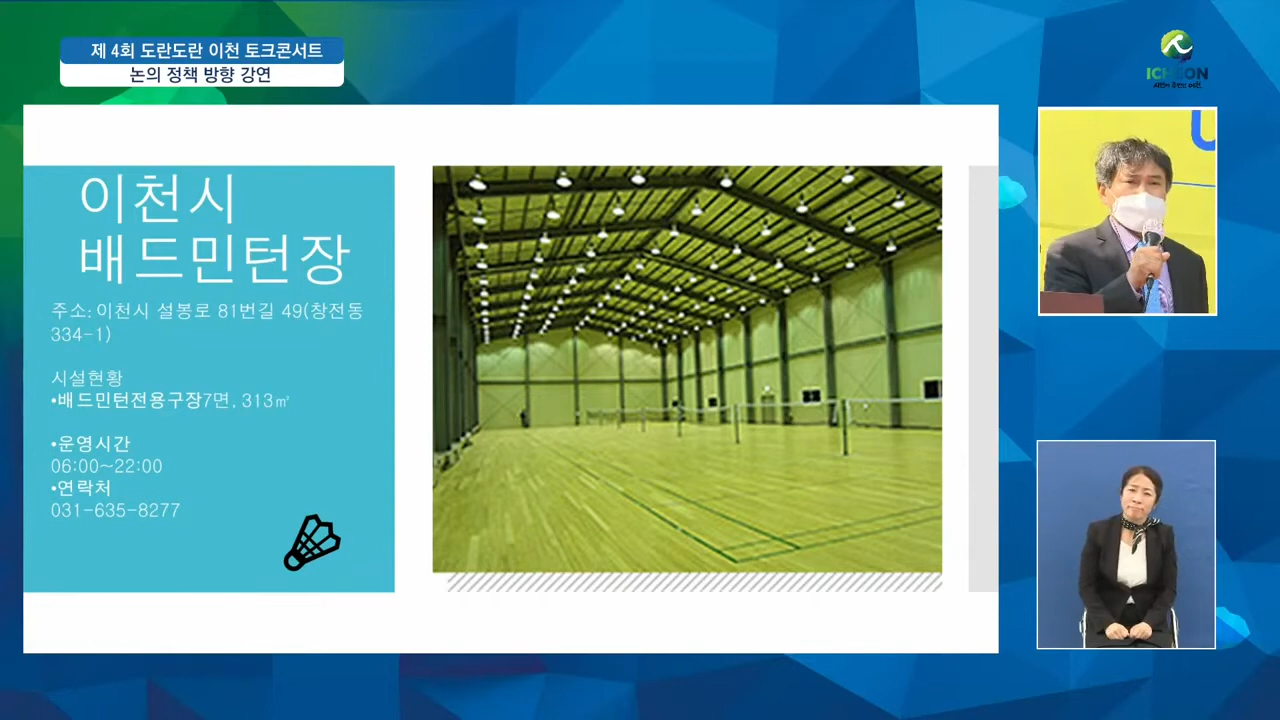 제 4회 도란도란 이천 토크콘서트
논의 정책 방향 강연
ICHEON
이천시
배드민턴장
주소: 이천시 설봉로 81번길 49(창전동
334-1)
시설현황
•배드민턴전용구장7면, 313㎡
•운영시간
06:00~22:00
•연락처
031-635-8277